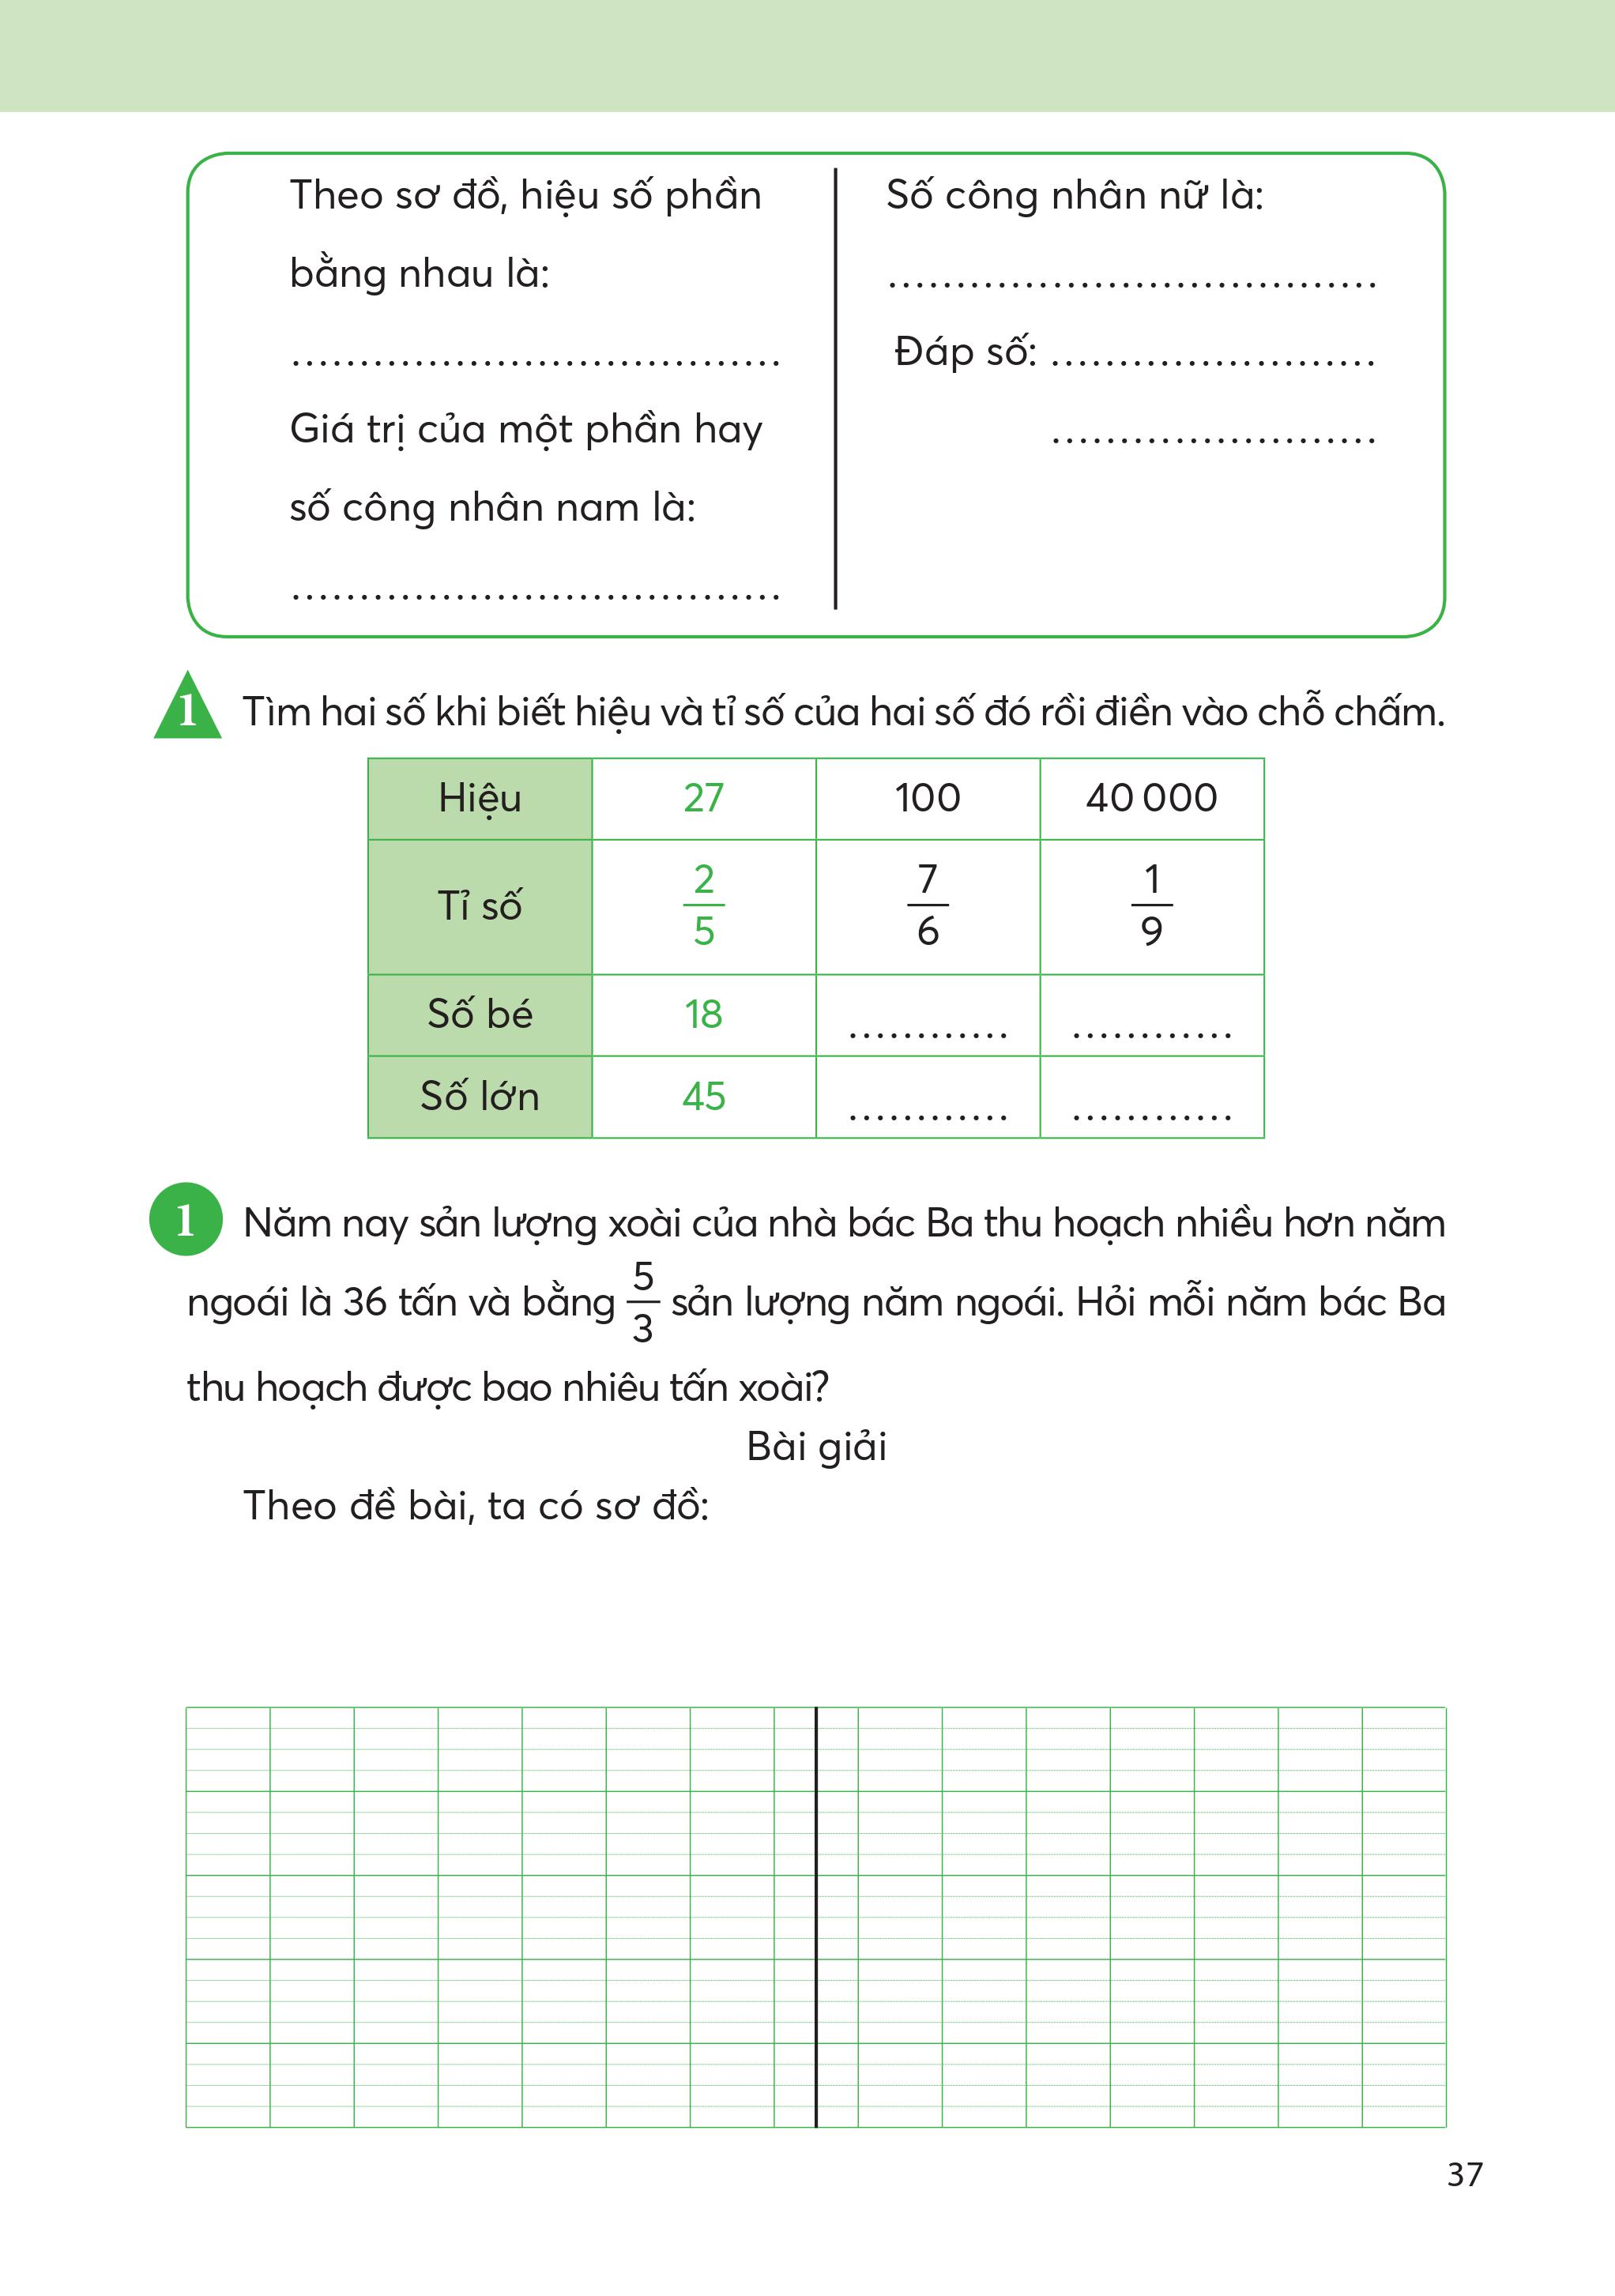 Theo sơ đồ, hiệu số phần
bằng nhau là:
....................................
Giá trị của một phần hay
số công nhân nam là:
....................................
Số công nhân nữ là:
....................................
Đáp số: ........................
........................
1 Tìm hai số khi biết hiệu và tỉ số của hai số đó rồi điền vào chỗ chấm.
Hiệu 27 100 40 000
Tỉ số 2/5 7/6 1/9
Số bé 18 ............ ............
Số lớn 45 ............ ............
1 Năm nay sản lượng xoài của nhà bác Ba thu hoạch nhiều hơn năm
ngoái là 36 tấn và bằng 5/3 sản lượng năm ngoái. Hỏi mỗi năm bác Ba
thu hoạch được bao nhiêu tấn xoài?
Bài giải
Theo đề bài, ta có sơ đồ:
37